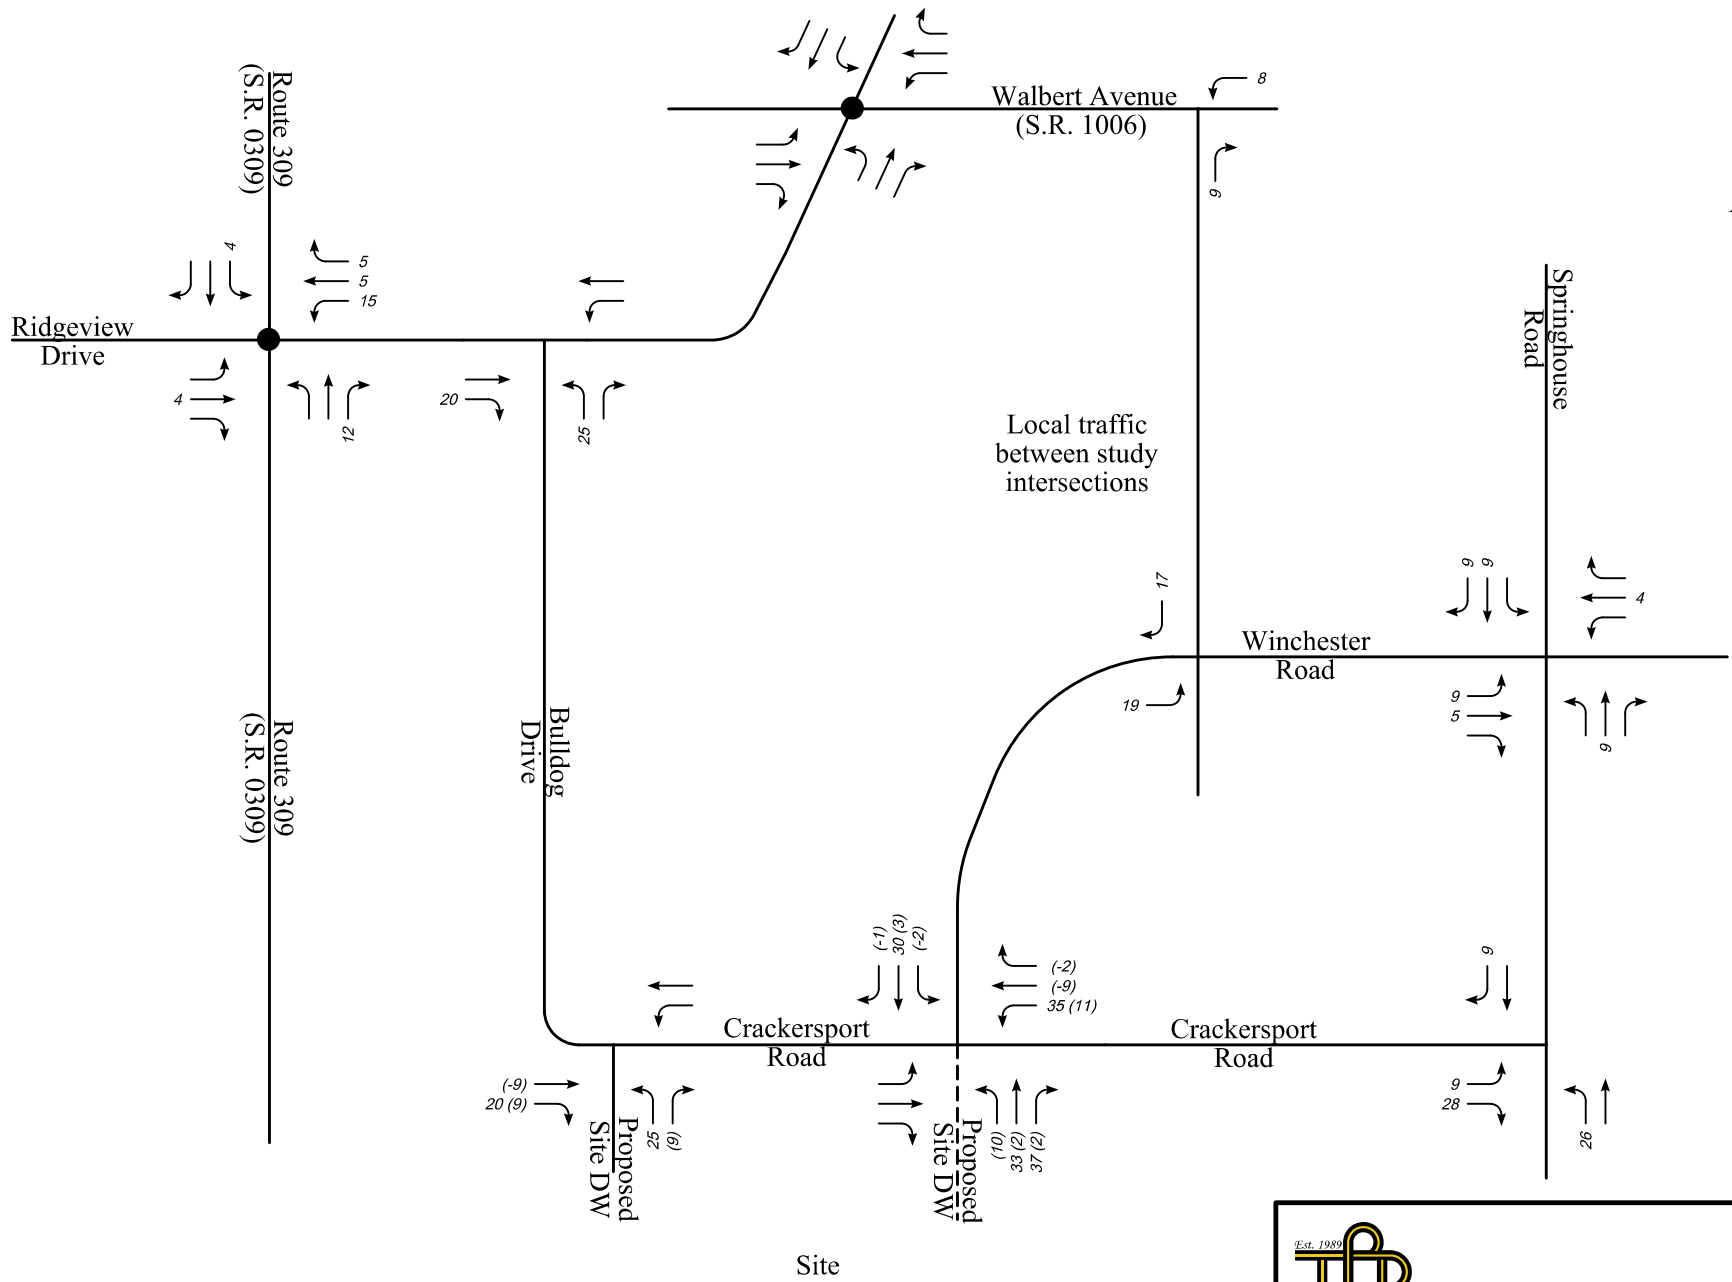 Route 309
(S.R. 0309)
Walbert Avenue
(S.R. 1006)
8
9
4
5
5
15
Ridgeview
Drive
4
12
20
25
Springhouse
Road
Local traffic
between study
intersections
17
19
9
9
4
Winchester
Road
9
5
9
Route 309
(S.R. 0309)
Bulldog
Drive
(-1)
30 (3)
(-2)
(-2)
(-9)
35 (11)
9
Crackersport
Road
Crackersport
Road
(-9)
20 (9)
25
(9)
Proposed
Site DW
(10)
33 (2)
37 (2)
Proposed
Site DW
9
28
26
Site
Est. 1989